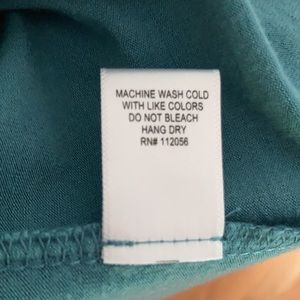 MACHINE WASH COLD
WITH LIKE COLORS
DO NOT BLEACH
HANG DRY
RN# 112056